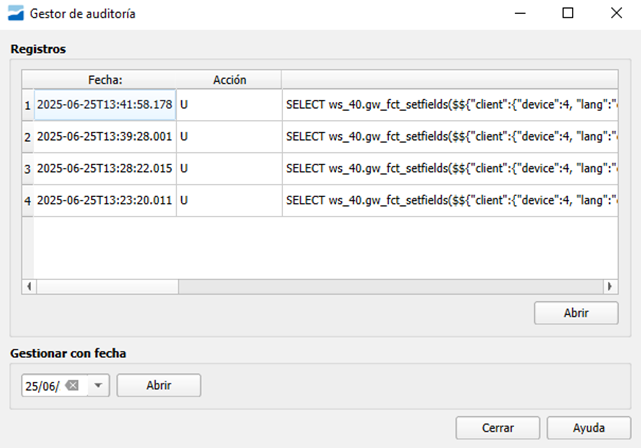 Gestor de auditoría
Registros
Fecha: Acción
1 2025-06-25T13:41:58.178 U SELECT ws_40.gw_fct_setfields($${"client":{"device":4, "lang":"
2 2025-06-25T13:39:28.001 U SELECT ws_40.gw_fct_setfields($${"client":{"device":4, "lang":"
3 2025-06-25T13:28:22.015 U SELECT ws_40.gw_fct_setfields($${"client":{"device":4, "lang":"
4 2025-06-25T13:23:20.011 U SELECT ws_40.gw_fct_setfields($${"client":{"device":4, "lang":"
Abrir
Gestionar con fecha
25/06/ Abrir
Cerrar Ayuda